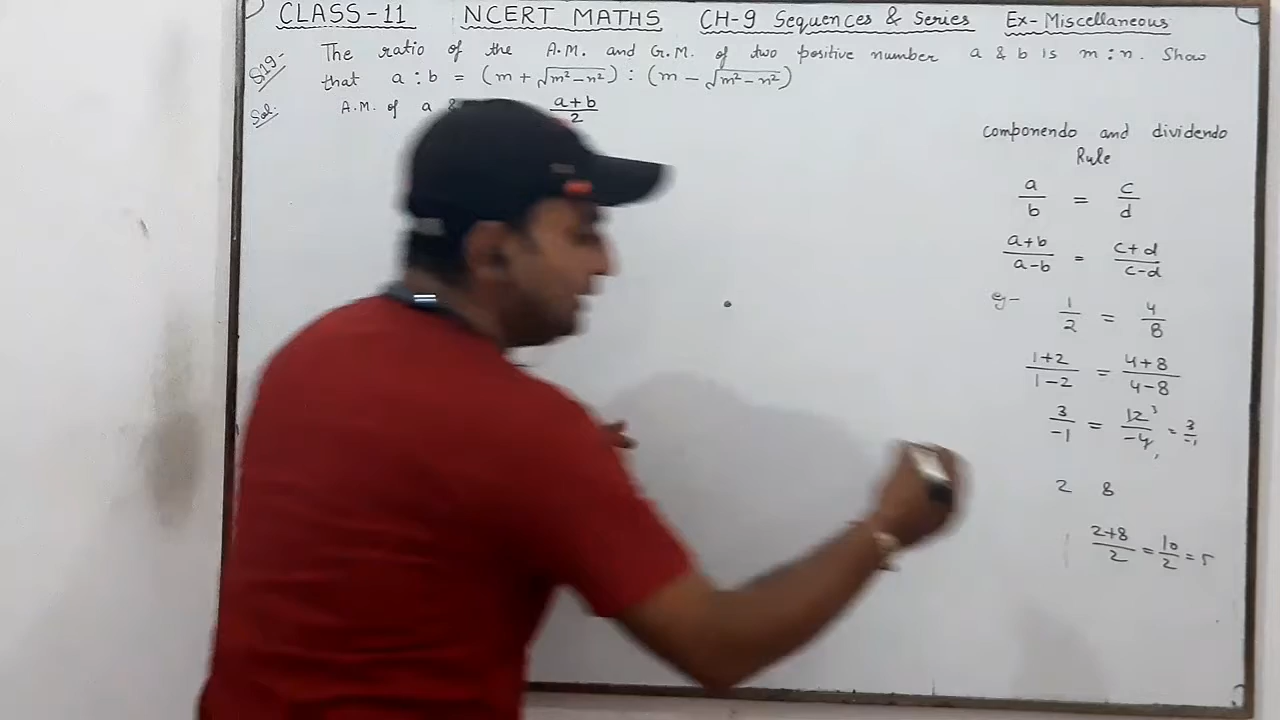 CLASS-11 NCERT MATHS CH-9 Sequences & Series Ex-Miscellaneous
Q19- The ratio of the A.M. and G.M. of two positive number a & b is m : n. Show
that a : b = (m + √m²-n²) : (m - √m²-n²)
Sol. A.M. of a & a+b/2
Componendo and dividendo
Rule
a/b = c/d
a+b/a-b = c+d/c-d
eg- 1/2 = 4/8
1+2/1-2 = 4+8/4-8
3/-1 = 12 3/-4 1 = 3/-1
2 8
2+8/2 = 10/2 = 5